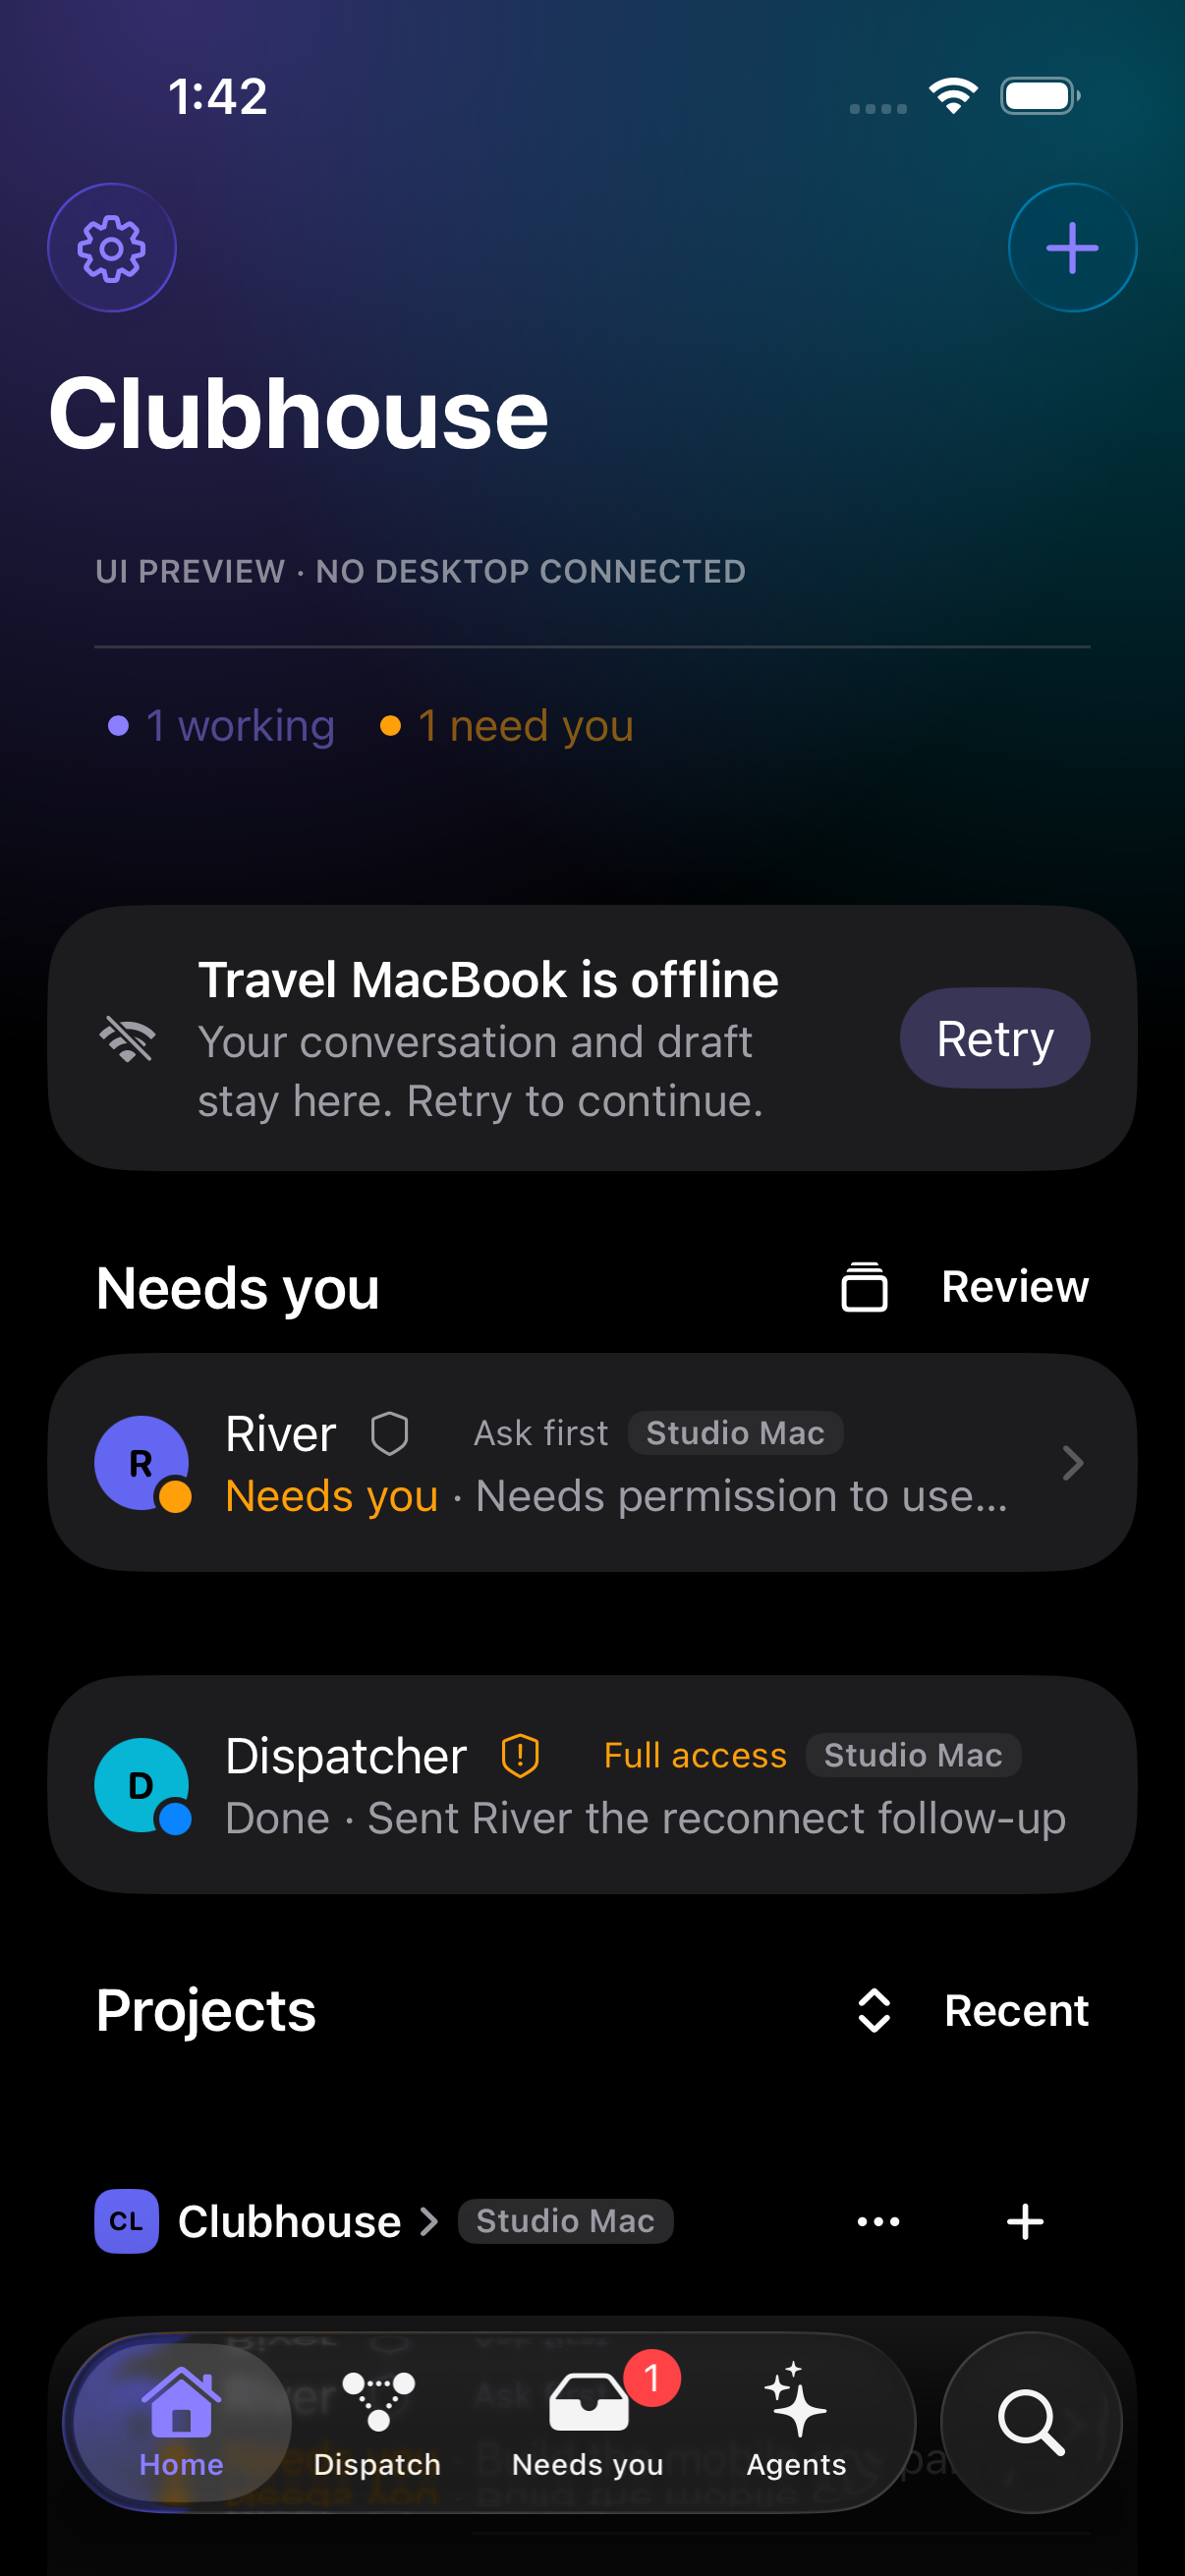 1:42
Clubhouse
UI PREVIEW · NO DESKTOP CONNECTED
1 working 1 need you
Travel MacBook is offline
Your conversation and draft
stay here. Retry to continue.
Retry
Needs you Review
R River Ask first Studio Mac
Needs you · Needs permission to use...
D Dispatcher Full access Studio Mac
Done · Sent River the reconnect follow-up
Projects Recent
CL Clubhouse Studio Mac
1
Home Dispatch Needs you Agents